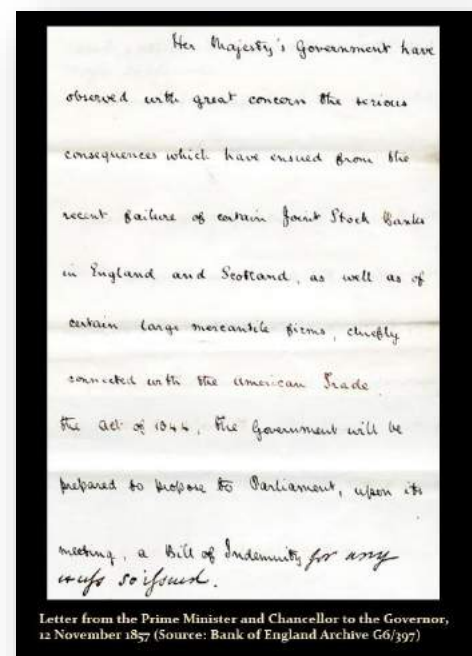 Her Majesty's Government have
observed with great concern the serious
consequences which have ensued from the
recent failure of certain Joint Stock Banks
in England and Scotland, as well as of
certain large mercantile firms, chiefly
connected with the American Trade.
the Act of 1844, the Government will be
prepared to propose to Parliament, upon its
meeting, a Bill of Indemnity for any
so issued.
Letter from the Prime Minister and Chancellor to the Governor,
12 November 1857 (Source: Bank of England Archive G6/397)